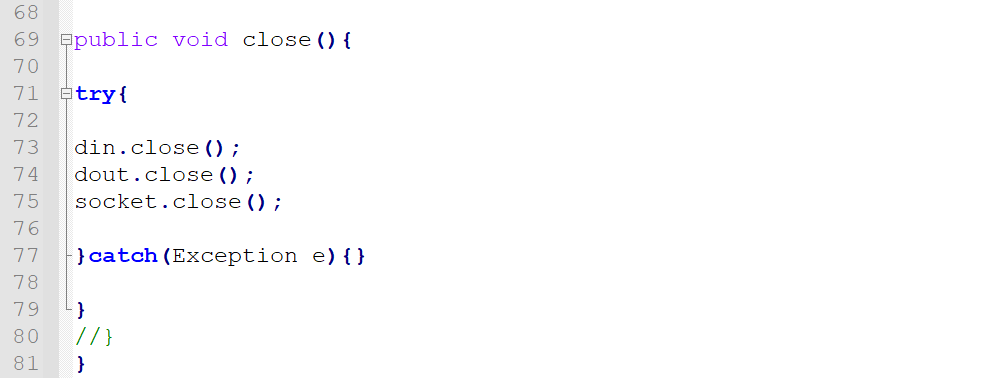 68
69 public void close(){
70
71 try{
72
73 din.close();
74 dout.close();
75 socket.close();
76
77 }catch(Exception e){}
78
79 }
80 //}
81 }